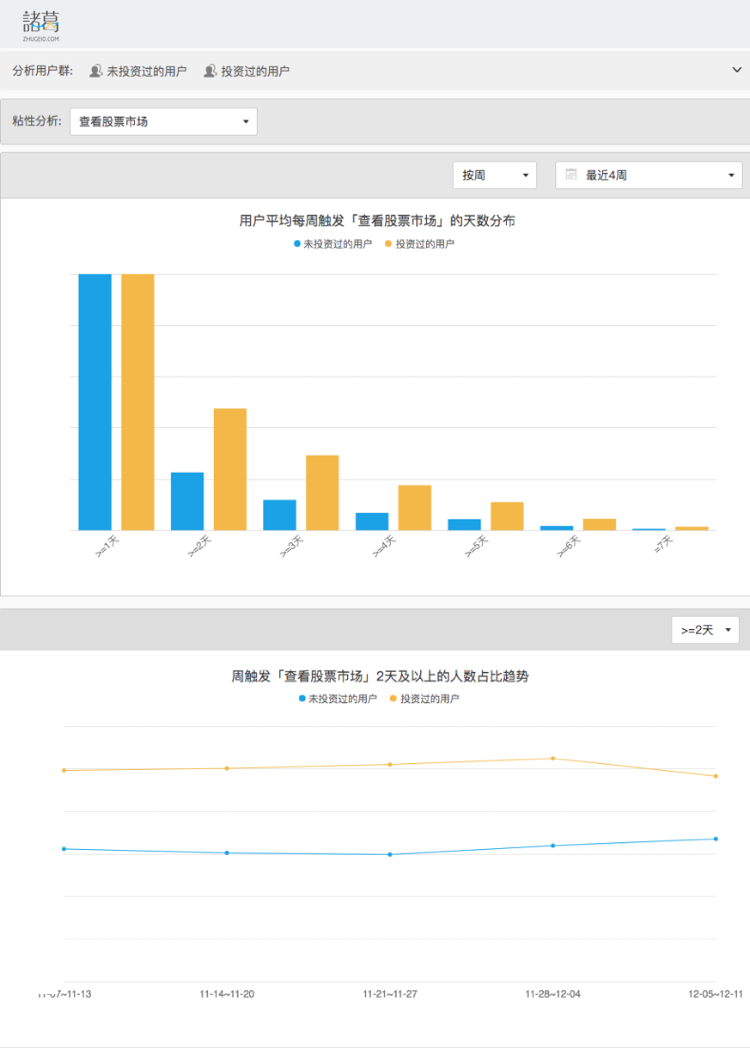 諸葛
ZHUGEIO.COM
分析用户群: 未投资过的用户 投资过的用户
粘性分析: 查看股票市场
按周 最近4周
用户平均每周触发「查看股票市场」的天数分布
未投资过的用户 投资过的用户
>=1天 >=2天 >=3天 >=4天 >=5天 >=6天 =7天
>=2天
周触发「查看股票市场」2天及以上的人数占比趋势
未投资过的用户 投资过的用户
11-07~11-13 11-14~11-20 11-21~11-27 11-28~12-04 12-05~12-11